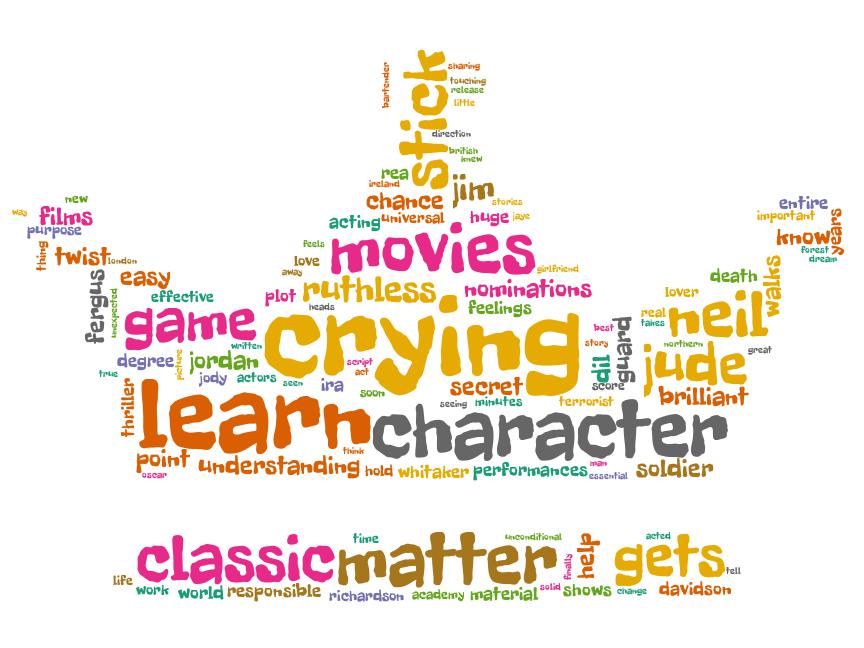 stick
bartender
sharing
touching
release
little
direction
british
knew
rea
ireland
jim
chance
stories
acting
universal
huge
jaye
new
way
films
purpose
thing
twist
london
entire
important
know
years
forest
dream
feels
movies
love
away
girlfriend
easy
fergus
unexpected
effective
plot
ruthless
nominations
heads
feelings
death
walks
lover
game
crying
best
story
dil
guard
score
real
takes
neil
northern
great
jude
written
degree
picture
jordan
true
jody
actors
seen
ira
script
act
soon
secret
seeing
minutes
terrorist
brilliant
thriller
learn
character
think
point
oscar
understanding
hold
whitaker
performances
man
essential
soldier
time
unconditional
acted
classic
matter
finally
help
gets
tell
life
work
world
responsible
richardson
academy
material
solid
shows
change
davidson